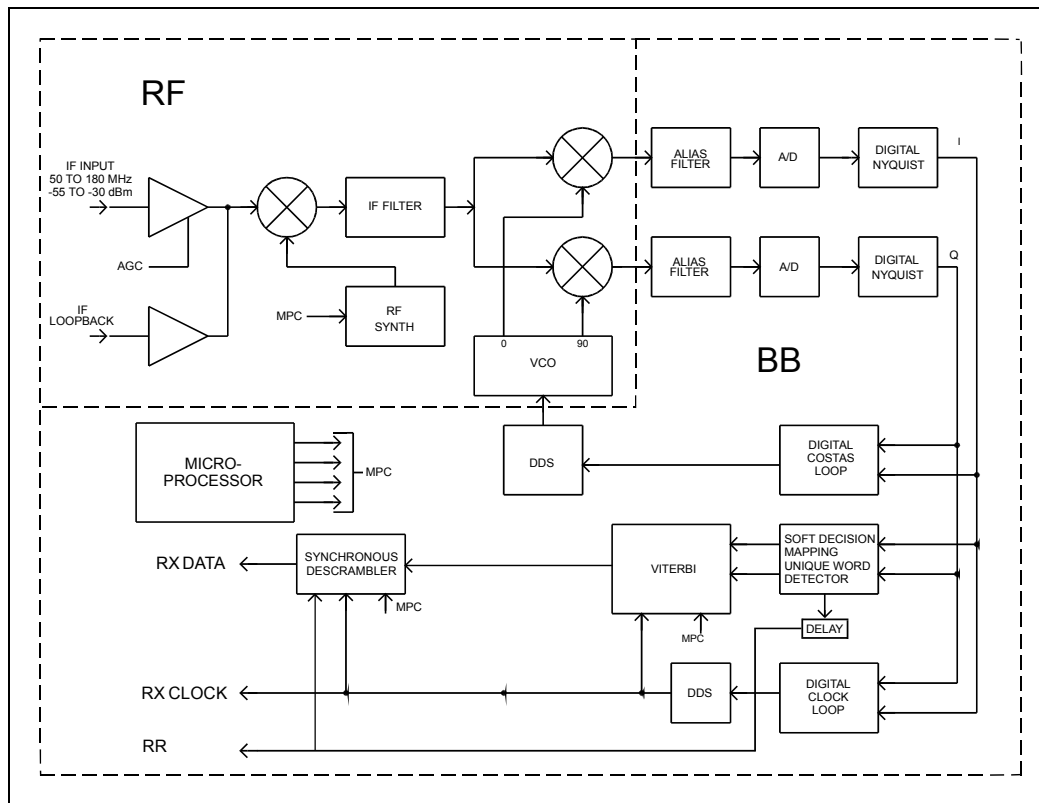 RF
IF INPUT
50 TO 180 MHz
-55 TO -30 dBm
AGC
IF
LOOPBACK
IF FILTER
MPC
RF
SYNTH
0
90
VCO
ALIAS
FILTER
A/D
DIGITAL
NYQUIST
I
ALIAS
FILTER
A/D
DIGITAL
NYQUIST
Q
BB
MICRO-
PROCESSOR
MPC
DDS
DIGITAL
COSTAS
LOOP
RX DATA
SYNCHRONOUS
DESCRAMBLER
MPC
VITERBI
MPC
SOFT DECISION
MAPPING
UNIQUE WORD
DETECTOR
DELAY
RX CLOCK
DDS
DIGITAL
CLOCK
LOOP
RR